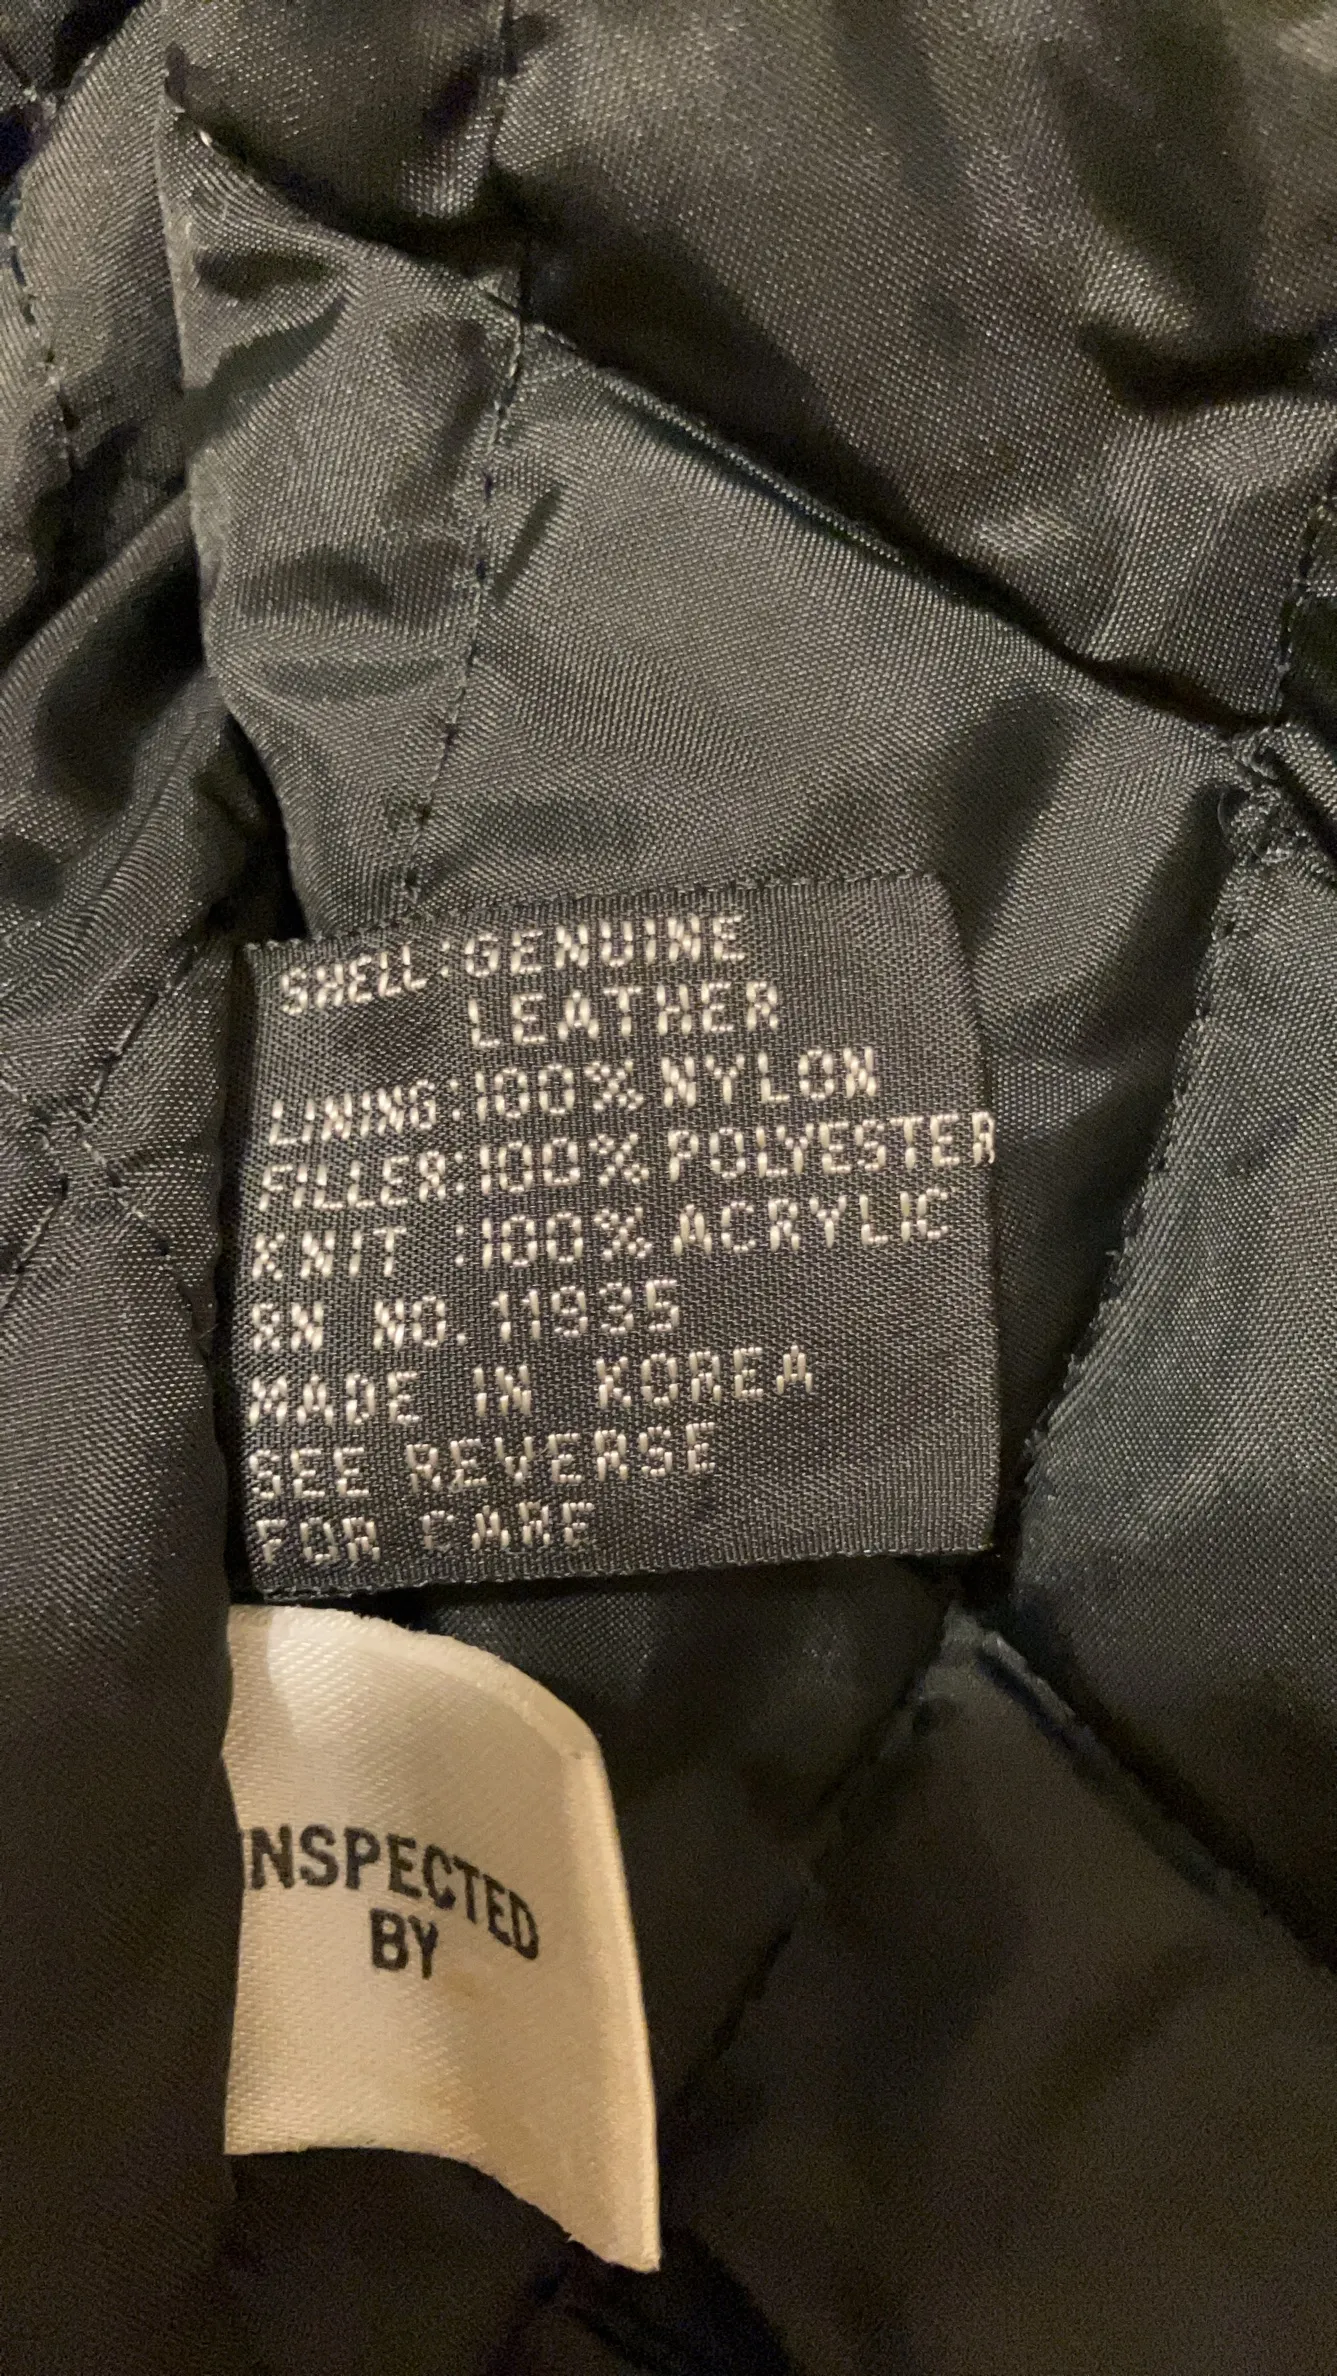 SHELL:GENUINE
LEATHER
LINING:100% NYLON
FILLER:100% POLYESTER
KNIT :100% ACRYLIC
RN NO. 11935
MADE IN KOREA
SEE REVERSE
FOR CARE
INSPECTED
BY